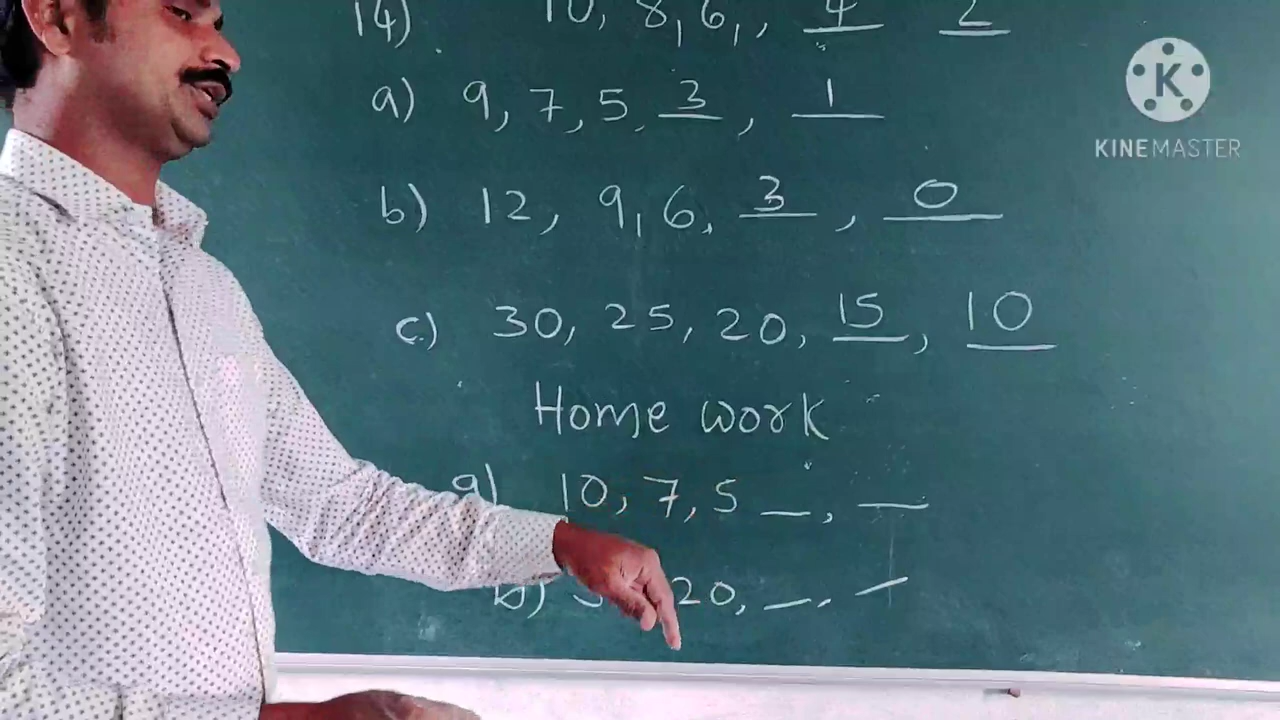 14) 10, 8, 6, , 4 2
a) 9, 7, 5, 3, 1
b) 12, 9, 6, 3, 0
c) 30, 25, 20, 15, 10
Home work
a) 10, 7, 5 __, __
b) 20, __, __
K
KINEMASTER